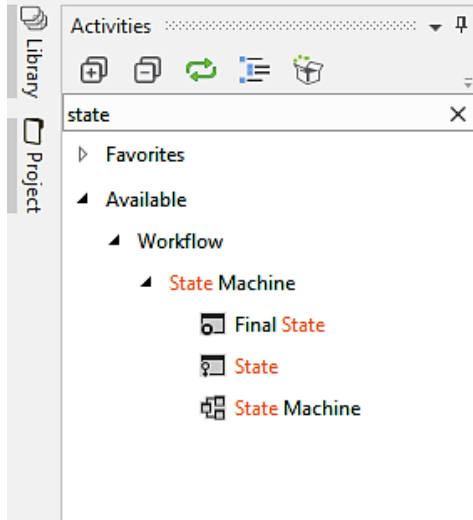 Library
Project
Activities
state
Favorites
Available
Workflow
State Machine
Final State
State
State Machine